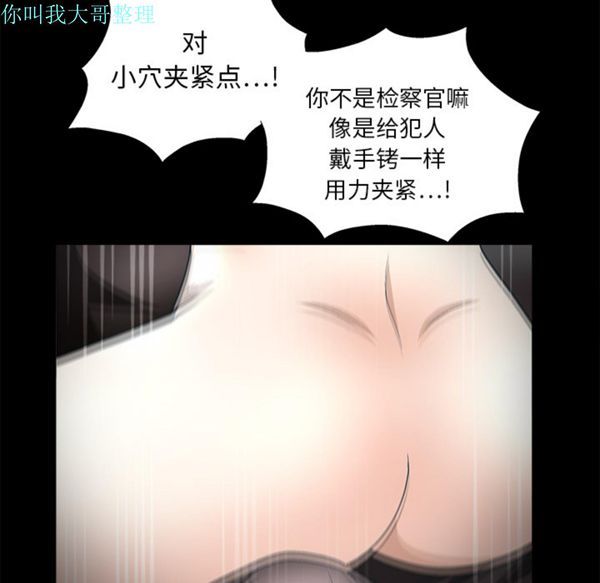 你叫我大哥整理
对
小穴夹紧点...!
你不是检察官嘛
像是给犯人
戴手铐一样
用力夹紧...!